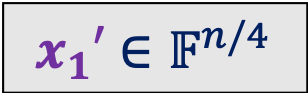 x₁′ ∈ 𝔽^{n/4}